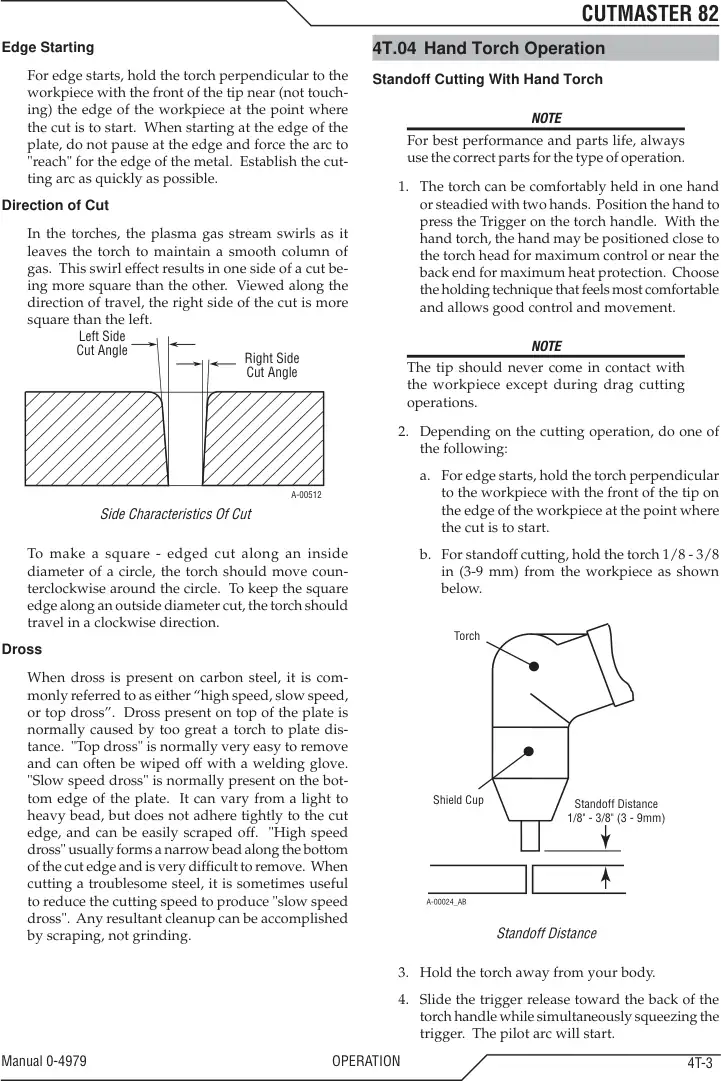 CUTMASTER 82
Edge Starting
For edge starts, hold the torch perpendicular to the
workpiece with the front of the tip near (not touch-
ing) the edge of the workpiece at the point where
the cut is to start.  When starting at the edge of the
plate, do not pause at the edge and force the arc to
"reach" for the edge of the metal.  Establish the cut-
ting arc as quickly as possible.
Direction of Cut
In the torches, the plasma gas stream swirls as it
leaves the torch to maintain a smooth column of
gas.  This swirl effect results in one side of a cut be-
ing more square than the other.  Viewed along the
direction of travel, the right side of the cut is more
square than the left.
Left Side
Cut Angle
Right Side
Cut Angle
A-00512
Side Characteristics Of Cut
To make a square - edged cut along an inside
diameter of a circle, the torch should move coun-
terclockwise around the circle.  To keep the square
edge along an outside diameter cut, the torch should
travel in a clockwise direction.
Dross
When dross is present on carbon steel, it is com-
monly referred to as either “high speed, slow speed,
or top dross”.  Dross present on top of the plate is
normally caused by too great a torch to plate dis-
tance.  "Top dross" is normally very easy to remove
and can often be wiped off with a welding glove.
"Slow speed dross" is normally present on the bot-
tom edge of the plate.  It can vary from a light to
heavy bead, but does not adhere tightly to the cut
edge, and can be easily scraped off.  "High speed
dross" usually forms a narrow bead along the bottom
of the cut edge and is very difficult to remove.  When
cutting a troublesome steel, it is sometimes useful
to reduce the cutting speed to produce "slow speed
dross".  Any resultant cleanup can be accomplished
by scraping, not grinding.
4T.04 Hand Torch Operation
Standoff Cutting With Hand Torch
NOTE
For best performance and parts life, always
use the correct parts for the type of operation.
1. The torch can be comfortably held in one hand
or steadied with two hands.  Position the hand to
press the Trigger on the torch handle.  With the
hand torch, the hand may be positioned close to
the torch head for maximum control or near the
back end for maximum heat protection.  Choose
the holding technique that feels most comfortable
and allows good control and movement.
NOTE
The tip should never come in contact with
the workpiece except during drag cutting
operations.
2. Depending on the cutting operation, do one of
the following:
a. For edge starts, hold the torch perpendicular
to the workpiece with the front of the tip on
the edge of the workpiece at the point where
the cut is to start.
b. For standoff cutting, hold the torch 1/8 - 3/8
in (3-9 mm) from the workpiece as shown
below.
Torch
Shield Cup
Standoff Distance
1/8" - 3/8" (3 - 9mm)
A-00024_AB
Standoff Distance
3. Hold the torch away from your body.
4. Slide the trigger release toward the back of the
torch handle while simultaneously squeezing the
trigger.  The pilot arc will start.
Manual 0-4979
OPERATION
4T-3